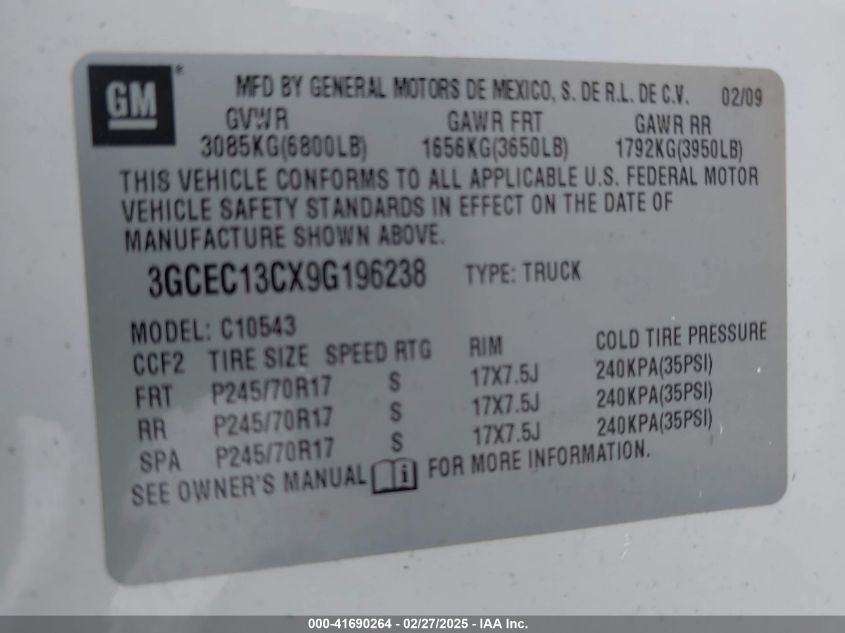 GM ® MFD BY GENERAL MOTORS DE MEXICO, S. DE R.L. DE C.V. 02/09
GVWR GAWR FRT GAWR RR
3085KG(6800LB) 1656KG(3650LB) 1792KG(3950LB)
THIS VEHICLE CONFORMS TO ALL APPLICABLE U.S. FEDERAL MOTOR
VEHICLE SAFETY STANDARDS IN EFFECT ON THE DATE OF
MANUFACTURE SHOWN ABOVE.
3GCEC13CX9G196238 TYPE: TRUCK
MODEL: C10543
CCF2 TIRE SIZE SPEED RTG RIM COLD TIRE PRESSURE
FRT P245/70R17 S 17X7.5J 240KPA(35PSI)
RR P245/70R17 S 17X7.5J 240KPA(35PSI)
SPA P245/70R17 S 17X7.5J 240KPA(35PSI)
SEE OWNER'S MANUAL i FOR MORE INFORMATION.
000-41690264 - 02/27/2025 - IAA Inc.